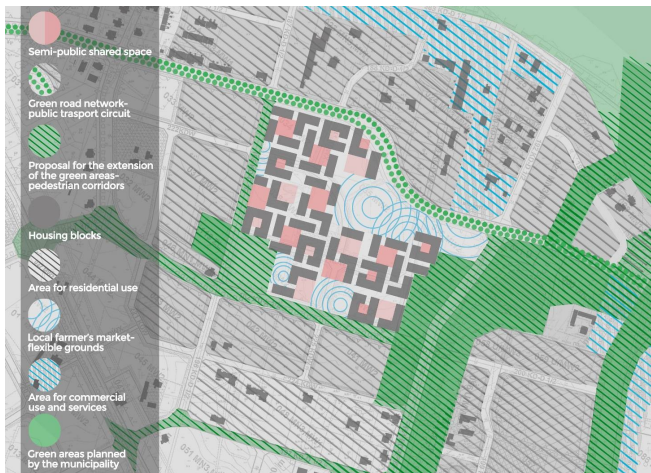 Semi-public shared space
Green road network-
public trasport circuit
Proposal for the extension
of the green areas-
pedestrian corridors
Housing blocks
Area for residential use
Local farmer's market-
flexible grounds
Area for commercial
use and services
Green areas planned
by the municipality